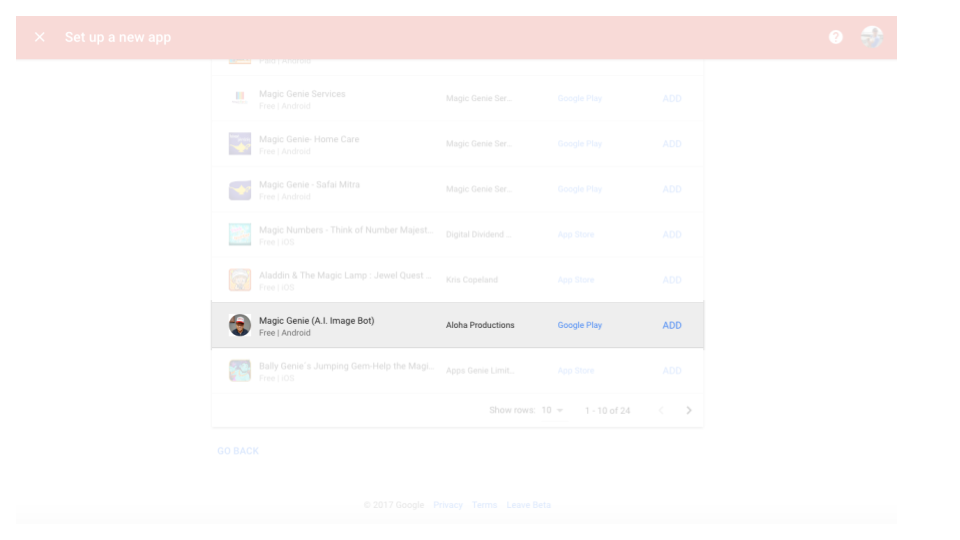 Set up a new app
Paid | Android
Magic Genie Services
Free | Android
Magic Genie Ser...
Google Play
ADD
Magic Genie- Home Care
Free | Android
Magic Genie Ser...
Google Play
ADD
Magic Genie - Safai Mitra
Free | Android
Magic Genie Ser...
Google Play
ADD
Magic Numbers - Think of Number Majest...
Free | iOS
Digital Dividend ...
App Store
ADD
Aladdin & The Magic Lamp : Jewel Quest ...
Free | iOS
Kris Copeland
App Store
ADD
Magic Genie (A.I. Image Bot)
Free | Android
Aloha Productions
Google Play
ADD
Bally Genie`s Jumping Gem-Help the Magi...
Free | iOS
Apps Genie Limit...
App Store
ADD
Show rows: 10
1 - 10 of 24
GO BACK
© 2017 Google Privacy Terms Leave Beta